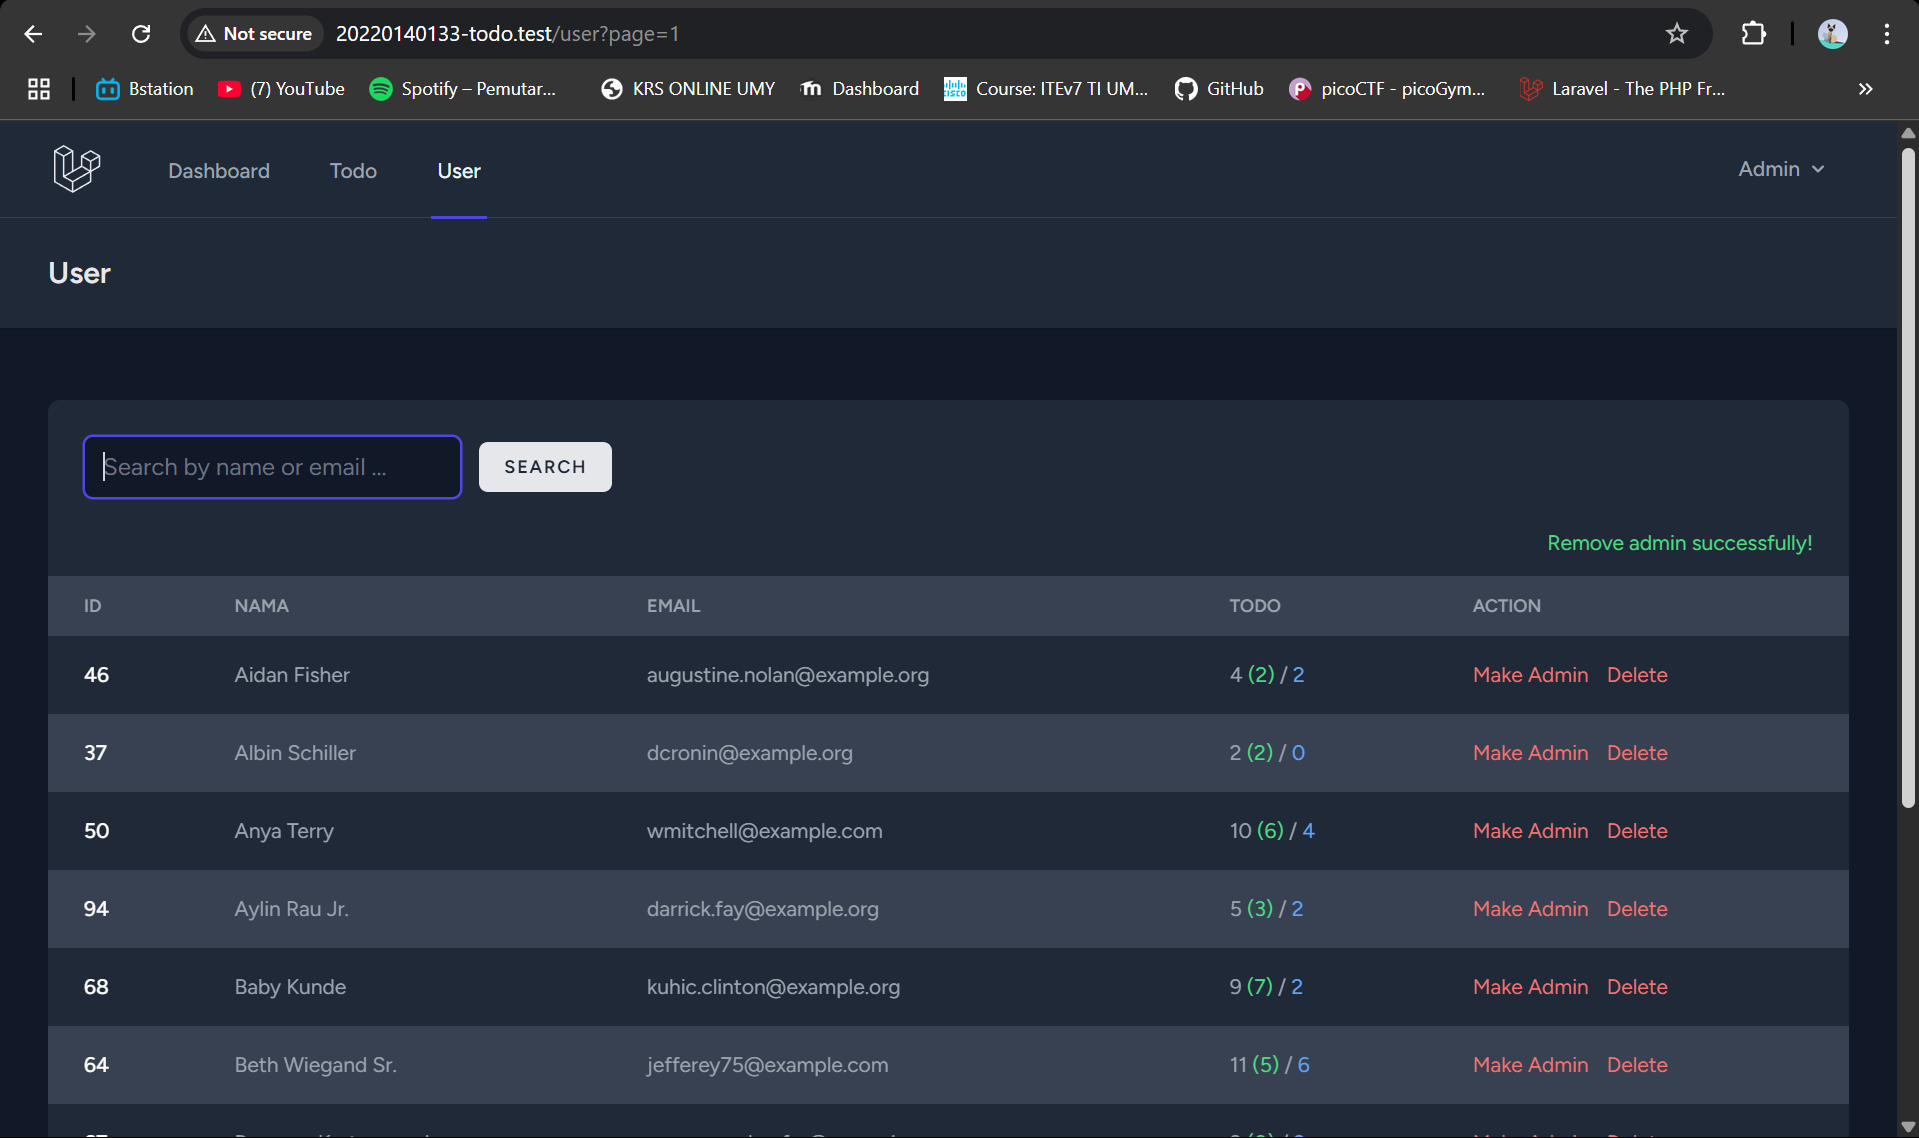 Not secure 20220140133-todo.test/user?page=1
Bstation (7) YouTube Spotify – Pemutar... KRS ONLINE UMY Dashboard Course: ITEv7 TI UM... GitHub picoCTF - picoGym... Laravel - The PHP Fr... »
Dashboard Todo User Admin
User
Search by name or email ... SEARCH
Remove admin successfully!
ID NAMA EMAIL TODO ACTION
46 Aidan Fisher augustine.nolan@example.org 4 (2) / 2 Make Admin Delete
37 Albin Schiller dcronin@example.org 2 (2) / 0 Make Admin Delete
50 Anya Terry wmitchell@example.com 10 (6) / 4 Make Admin Delete
94 Aylin Rau Jr. darrick.fay@example.org 5 (3) / 2 Make Admin Delete
68 Baby Kunde kuhic.clinton@example.org 9 (7) / 2 Make Admin Delete
64 Beth Wiegand Sr. jefferey75@example.com 11 (5) / 6 Make Admin Delete